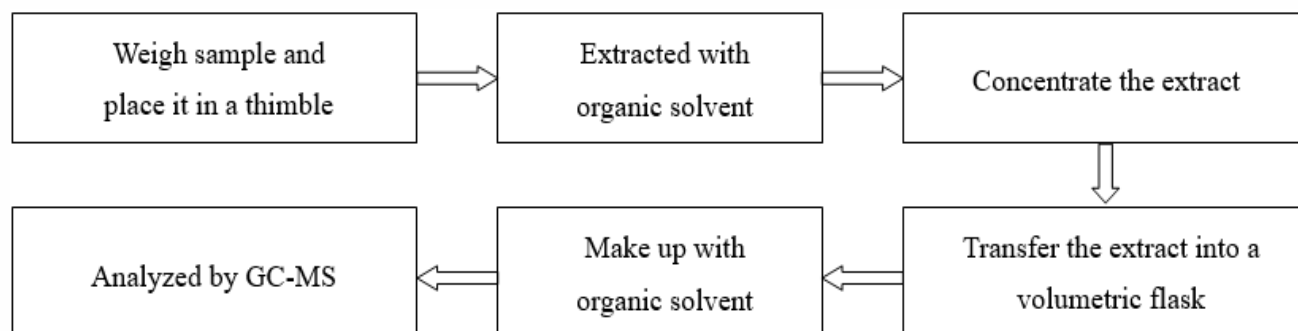 Weigh sample and
place it in a thimble
Extracted with
organic solvent
Concentrate the extract
Transfer the extract into a
volumetric flask
Make up with
organic solvent
Analyzed by GC-MS